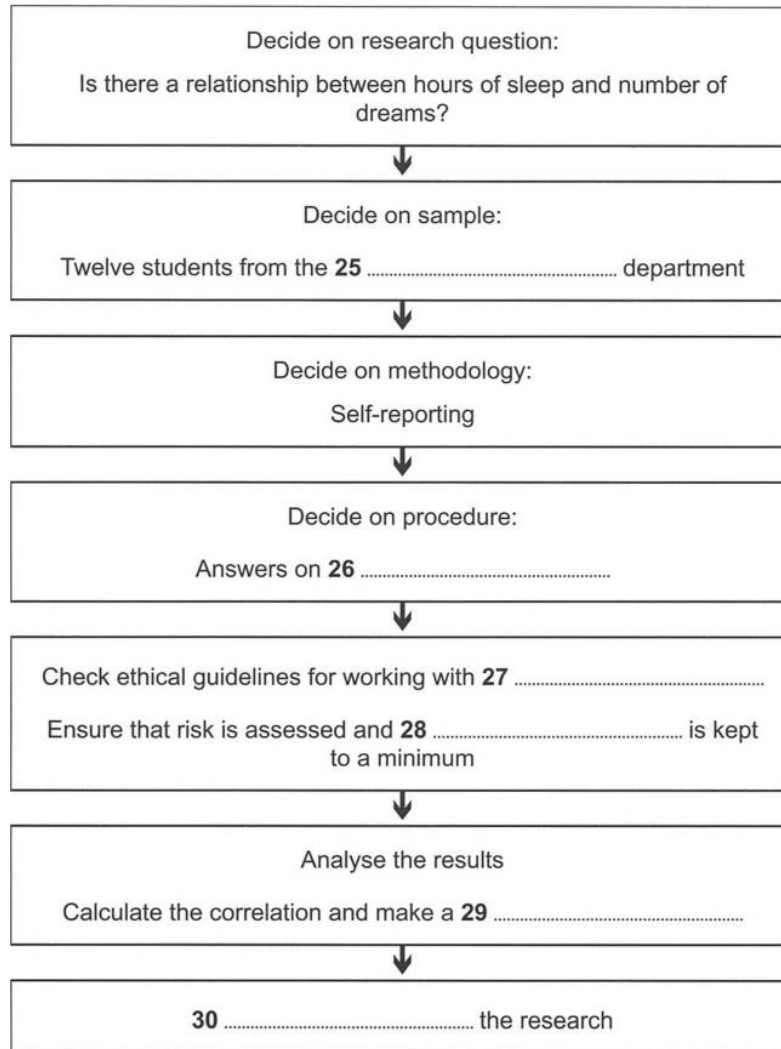 Decide on research question:
Is there a relationship between hours of sleep and number of
dreams?
Decide on sample:
Twelve students from the 25 ........................................ department
Decide on methodology:
Self-reporting
Decide on procedure:
Answers on 26 ........................................
Check ethical guidelines for working with 27 ........................................
Ensure that risk is assessed and 28 ........................................ is kept
to a minimum
Analyse the results
Calculate the correlation and make a 29 ........................................
30 ........................................ the research